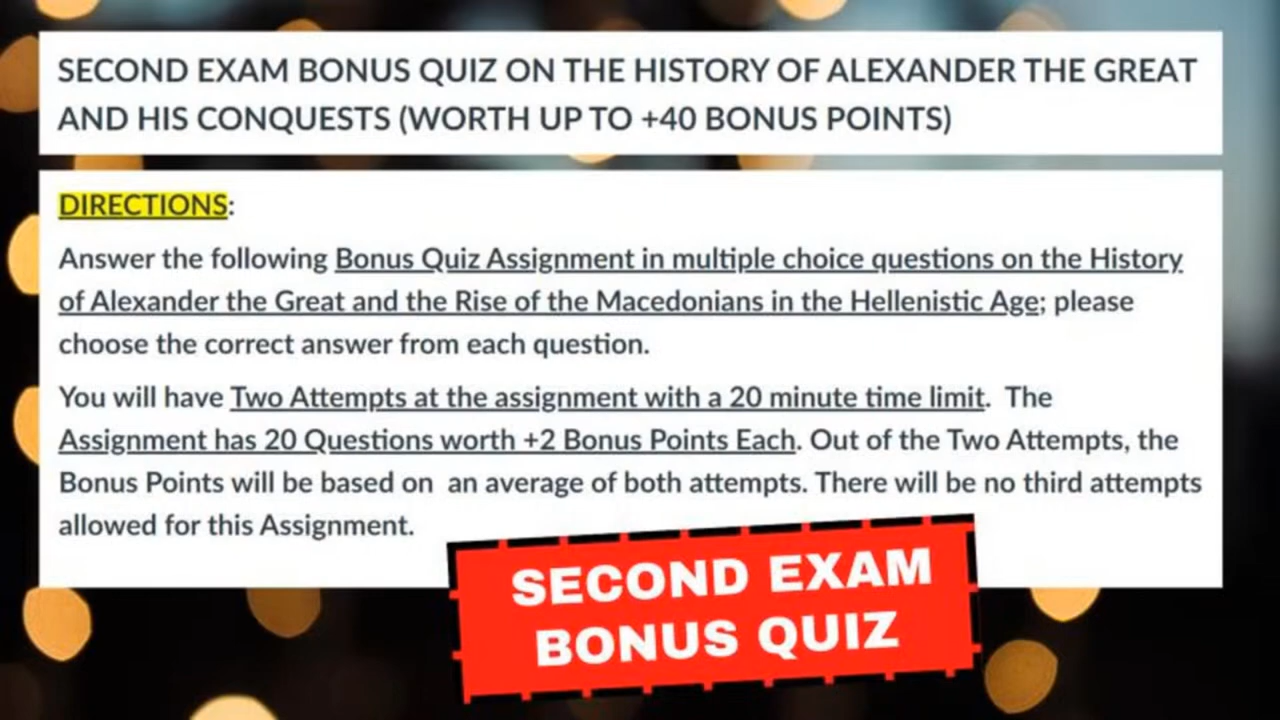 SECOND EXAM BONUS QUIZ ON THE HISTORY OF ALEXANDER THE GREAT
AND HIS CONQUESTS (WORTH UP TO +40 BONUS POINTS)
DIRECTIONS:
Answer the following Bonus Quiz Assignment in multiple choice questions on the History
of Alexander the Great and the Rise of the Macedonians in the Hellenistic Age; please
choose the correct answer from each question.
You will have Two Attempts at the assignment with a 20 minute time limit.  The
Assignment has 20 Questions worth +2 Bonus Points Each. Out of the Two Attempts, the
Bonus Points will be based on  an average of both attempts. There will be no third attempts
allowed for this Assignment.
SECOND EXAM
BONUS QUIZ